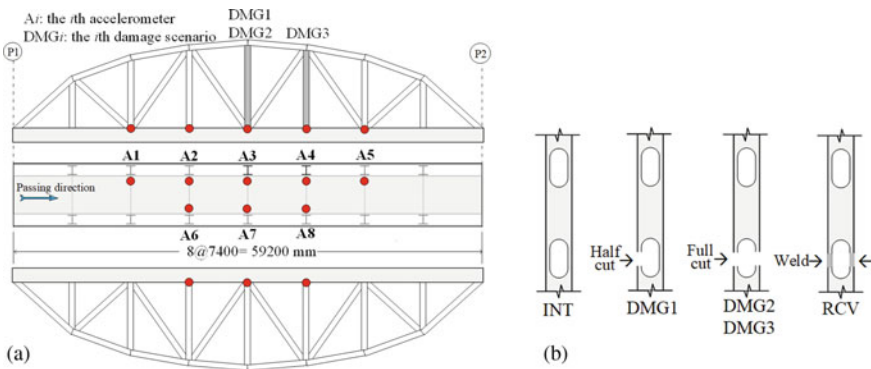 Ai: the ith accelerometer
DMGi: the ith damage scenario
DMG1
DMG2 DMG3
P1
P2
A1 A2 A3 A4 A5
Passing direction
A6 A7 A8
8@7400= 59200 mm
(a)
Half cut
Full cut
Weld
INT DMG1 DMG2 DMG3 RCV
(b)